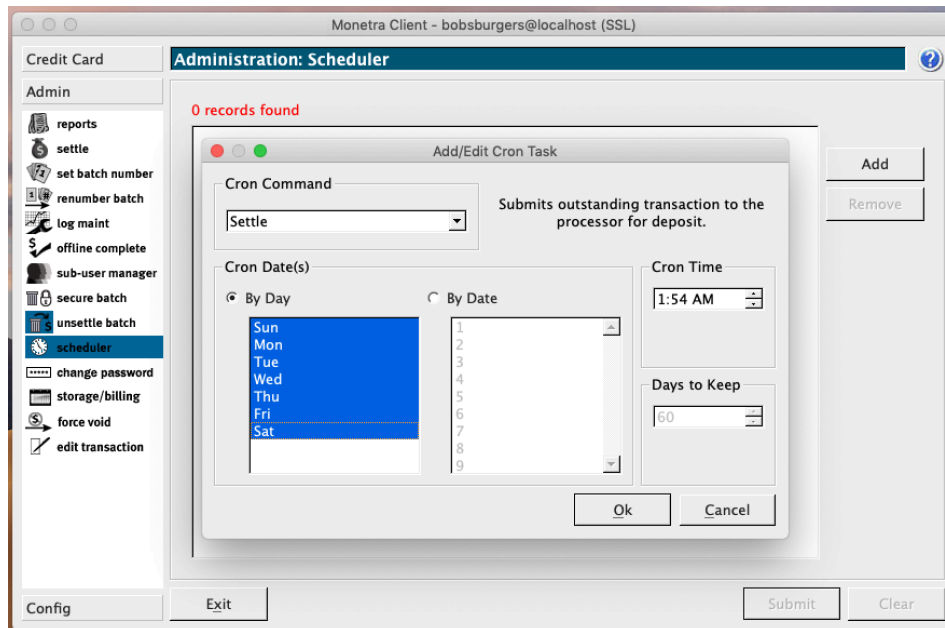 Monetra Client - bobsburgers@localhost (SSL)
Credit Card
Administration: Scheduler
?
Admin
reports
settle
set batch number
renumber batch
log maint
offline complete
sub-user manager
secure batch
unsettle batch
scheduler
change password
storage/billing
force void
edit transaction
Config
0 records found
Add/Edit Cron Task
Cron Command
Settle
Submits outstanding transaction to the
processor for deposit.
Cron Date(s)
By Day
Sun
Mon
Tue
Wed
Thu
Fri
Sat
By Date
1
2
3
4
5
6
7
8
9
Cron Time
1:54 AM
Days to Keep
60
Ok
Cancel
Add
Remove
Exit
Submit
Clear